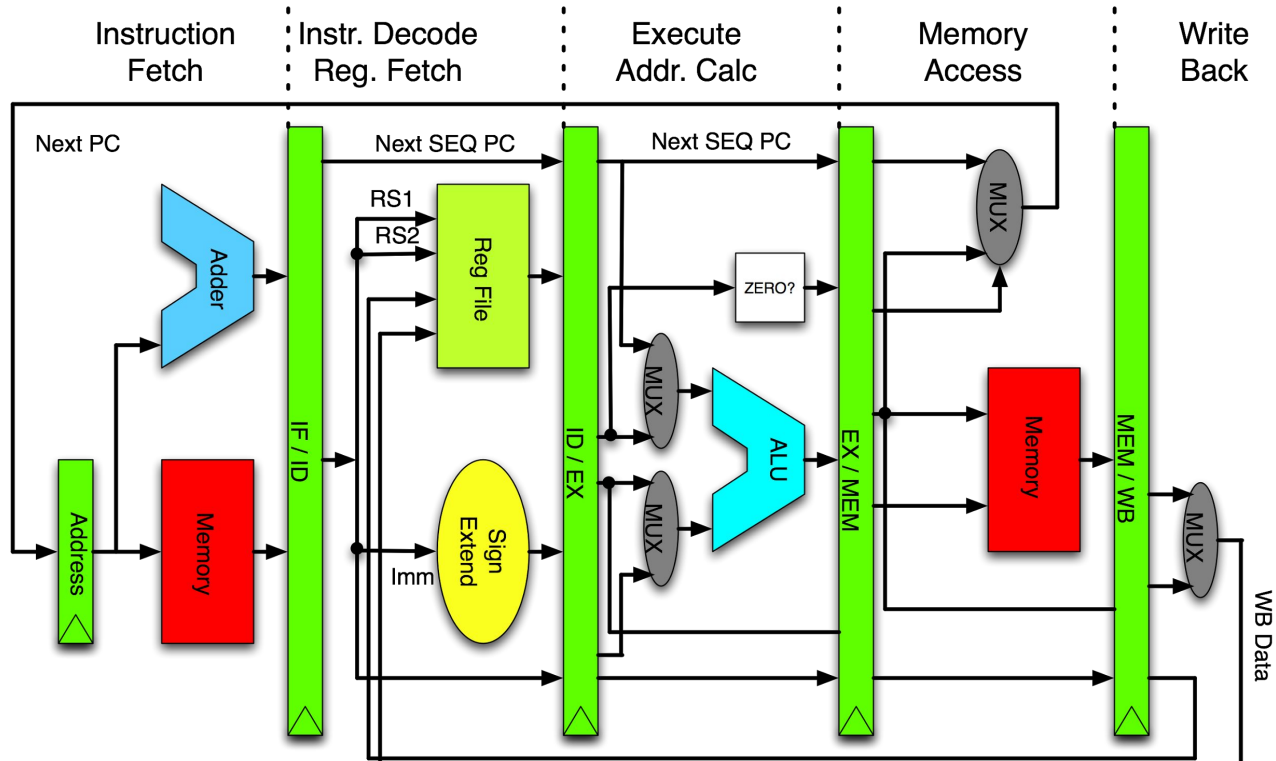 Instruction
Fetch
Instr. Decode
Reg. Fetch
Execute
Addr. Calc
Memory
Access
Write
Back
Next PC
Next SEQ PC
Next SEQ PC
RS1
RS2
MUX
Adder
Reg File
ZERO?
MUX
IF / ID
ID / EX
ALU
EX / MEM
Memory
MEM / WB
Address
Memory
Sign
Extend
MUX
MUX
Imm
WB Data